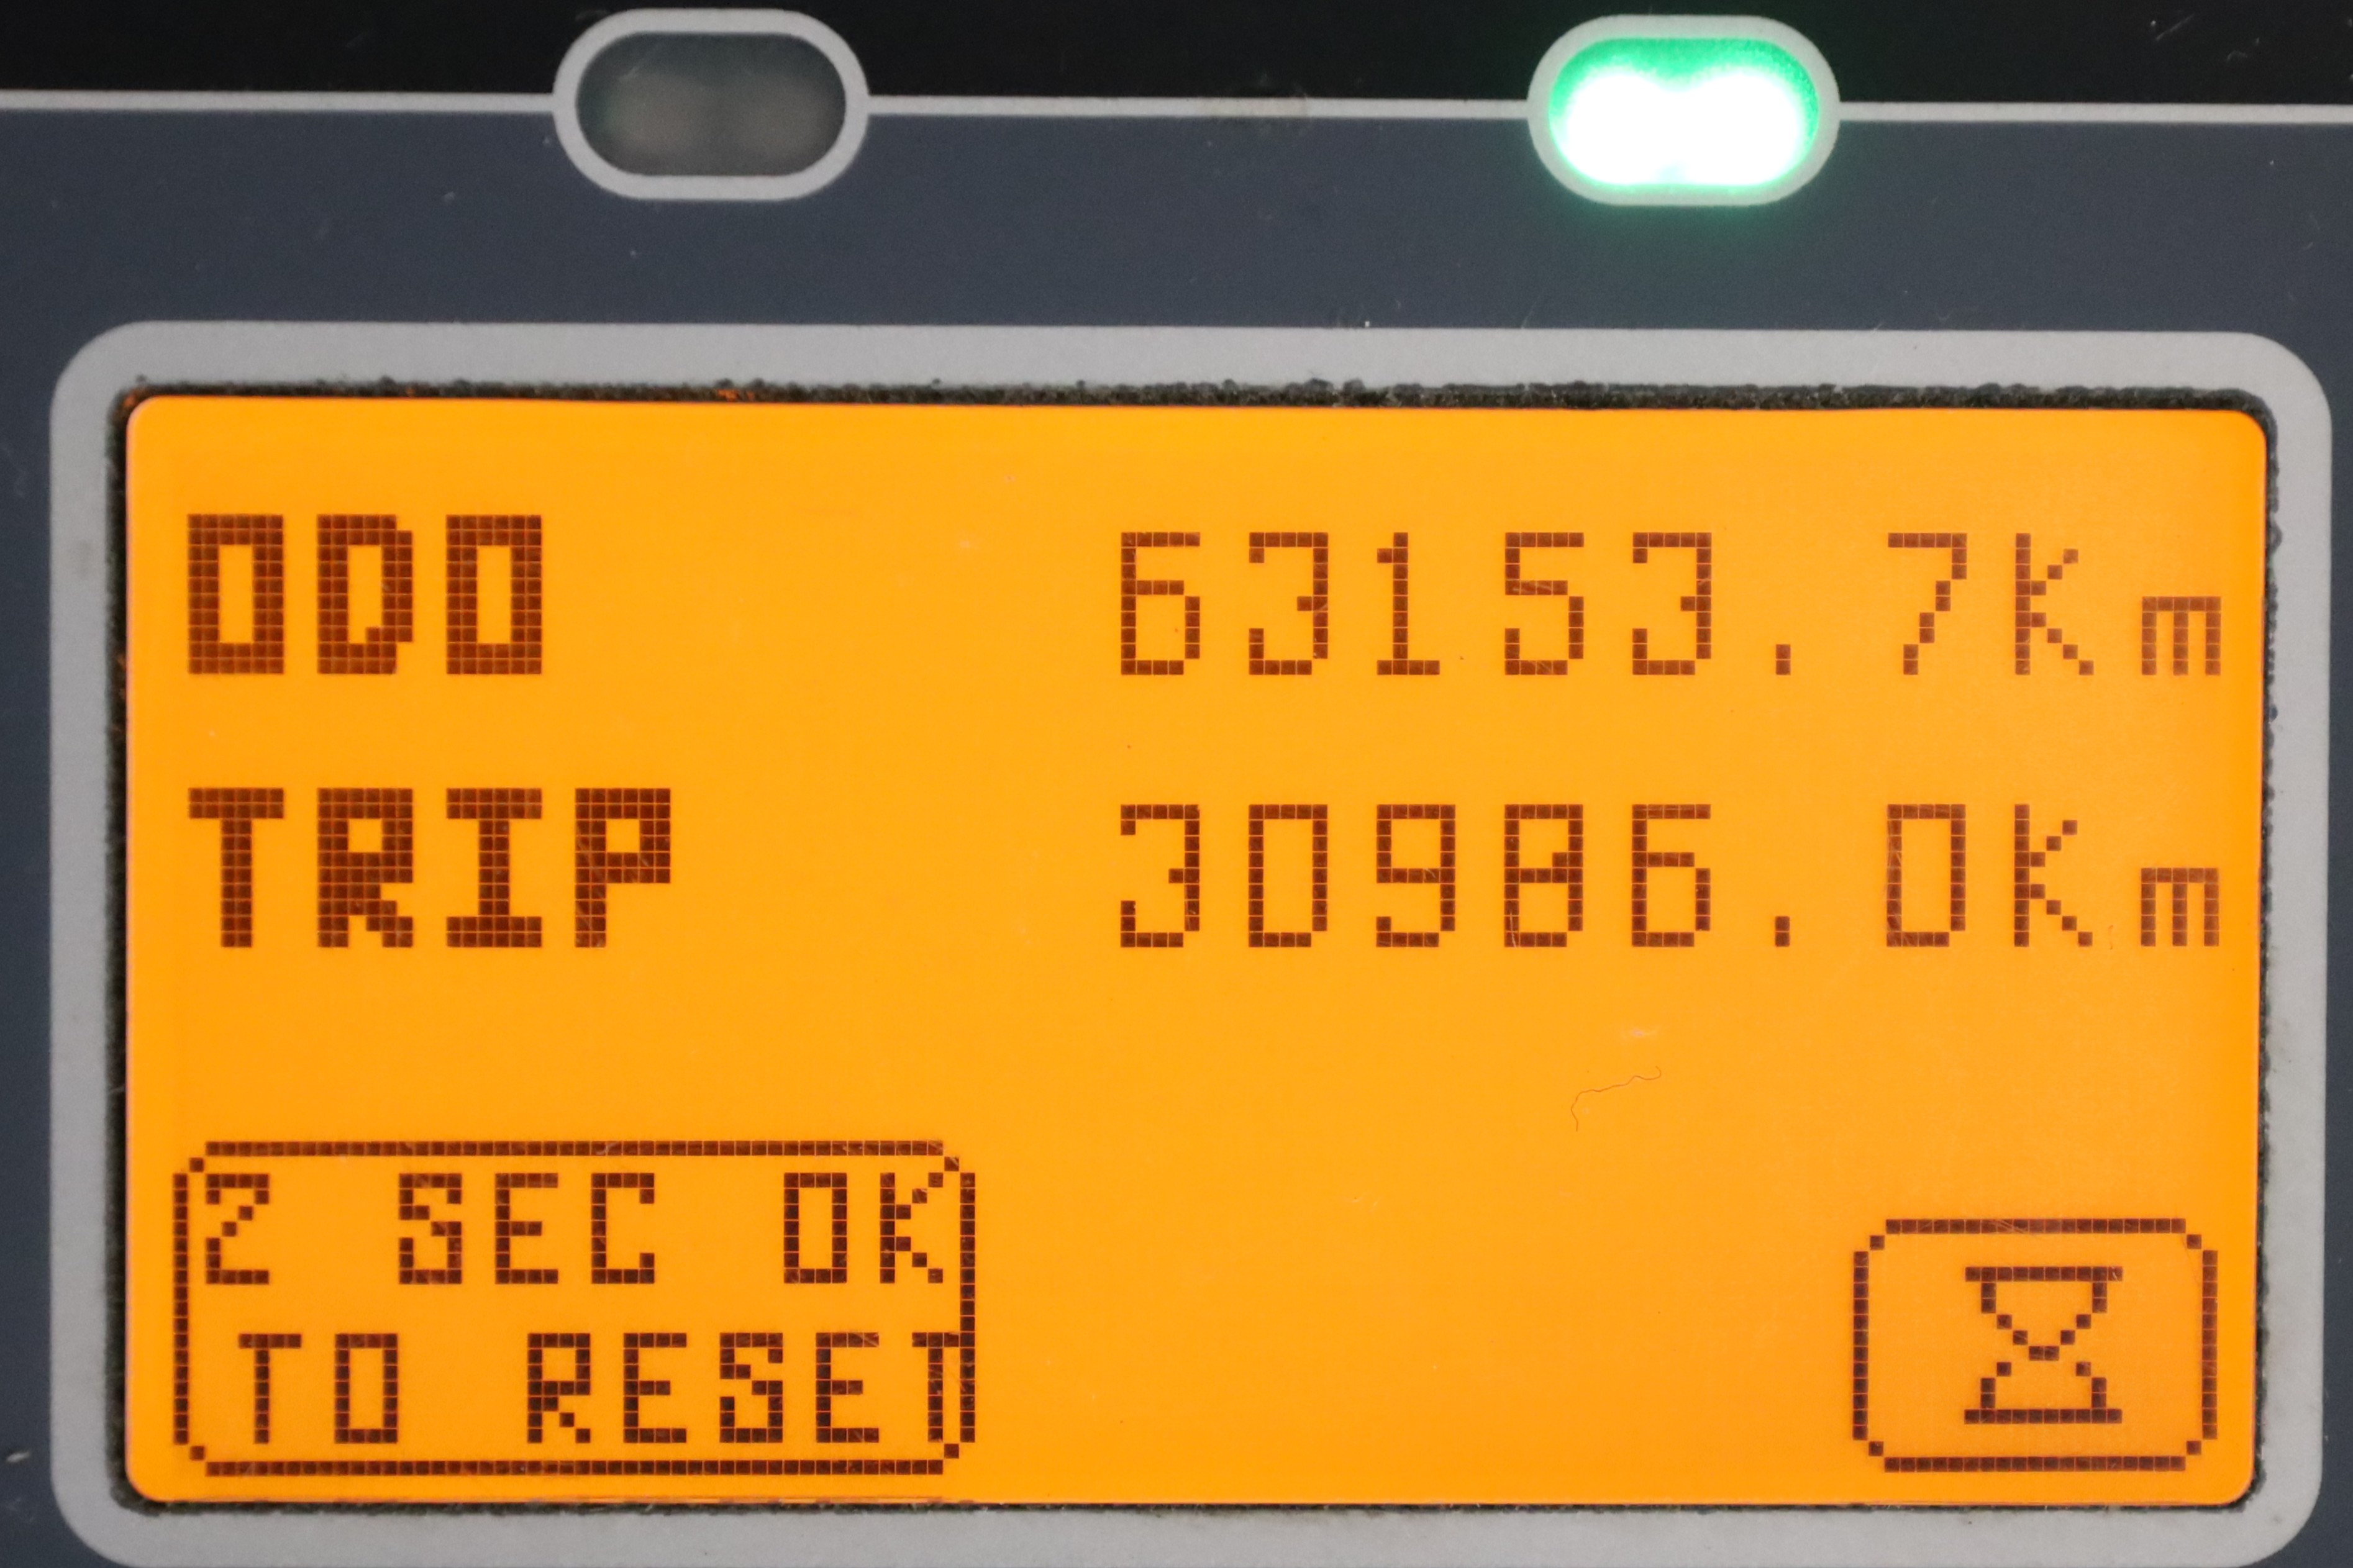 ODO 63153.7Km
TRIP 30986.0Km
2 SEC OK
TO RESET